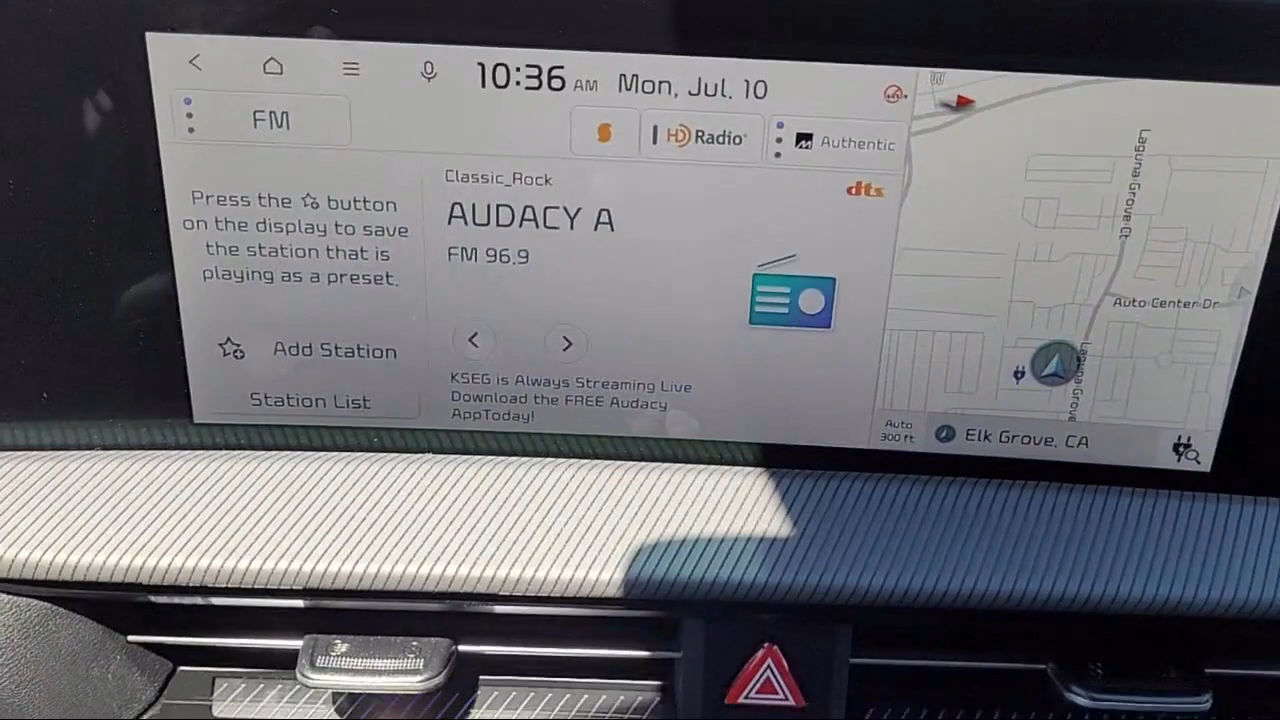 10:36 AM Mon, Jul. 10
FM
HD Radio
Authentic
Press the button
on the display to save
the station that is
playing as a preset.
Add Station
Station List
Classic_Rock
dts
AUDACY A
FM 96.9
KSEG is Always Streaming Live
Download the FREE Audacy
AppToday!
Laguna Grove Ct
Auto Center Dr
Laguna Grove
Auto
300 ft
Elk Grove, CA